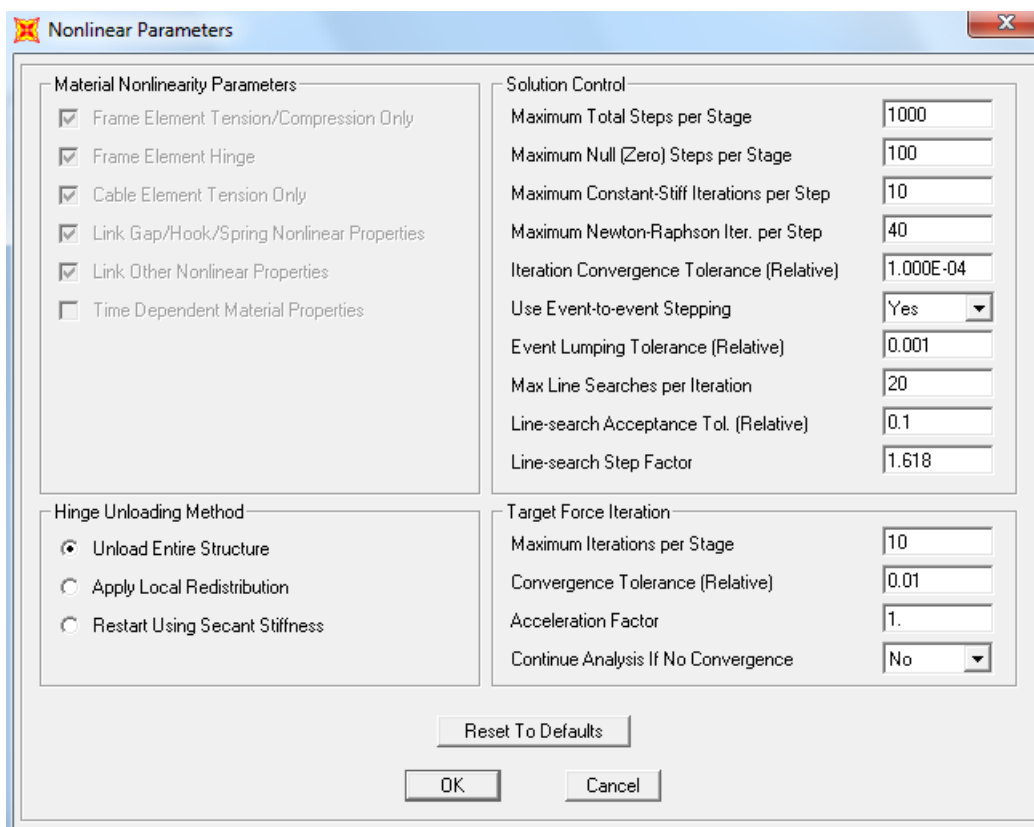 Nonlinear Parameters
X
Material Nonlinearity Parameters
Frame Element Tension/Compression Only
Frame Element Hinge
Cable Element Tension Only
Link Gap/Hook/Spring Nonlinear Properties
Link Other Nonlinear Properties
Time Dependent Material Properties
Solution Control
Maximum Total Steps per Stage 1000
Maximum Null (Zero) Steps per Stage 100
Maximum Constant-Stiff Iterations per Step 10
Maximum Newton-Raphson Iter. per Step 40
Iteration Convergence Tolerance (Relative) 1.000E-04
Use Event-to-event Stepping Yes
Event Lumping Tolerance (Relative) 0.001
Max Line Searches per Iteration 20
Line-search Acceptance Tol. (Relative) 0.1
Line-search Step Factor 1.618
Hinge Unloading Method
Unload Entire Structure
Apply Local Redistribution
Restart Using Secant Stiffness
Target Force Iteration
Maximum Iterations per Stage 10
Convergence Tolerance (Relative) 0.01
Acceleration Factor 1.
Continue Analysis If No Convergence No
Reset To Defaults
OK Cancel